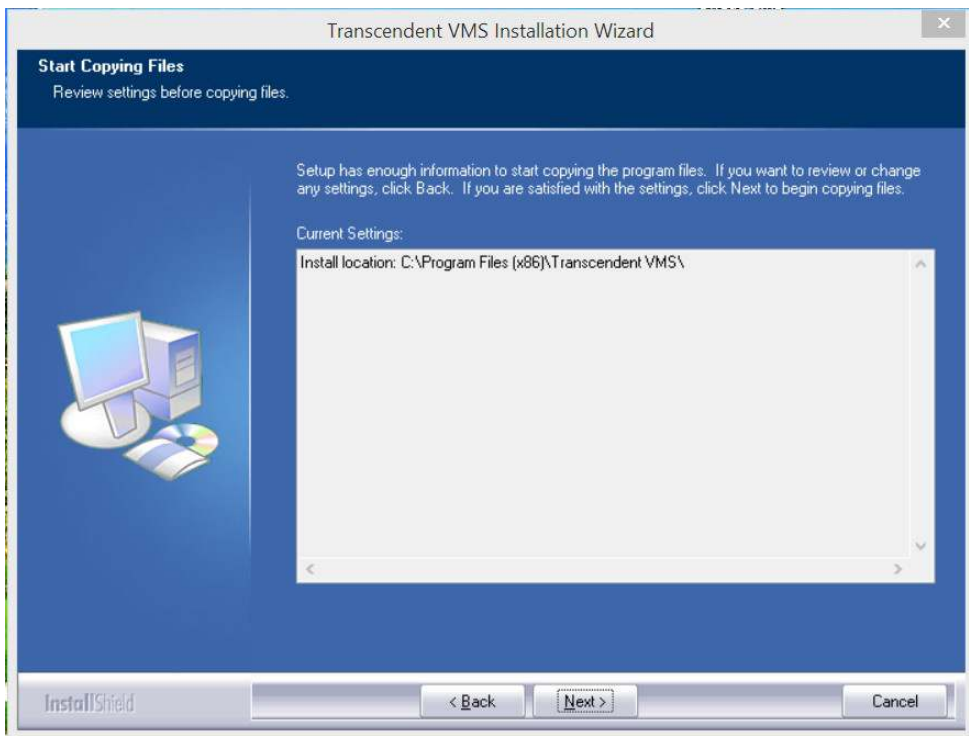 Transcendent VMS Installation Wizard
Start Copying Files
Review settings before copying files.
Setup has enough information to start copying the program files.  If you want to review or change
any settings, click Back.  If you are satisfied with the settings, click Next to begin copying files.
Current Settings:
Install location: C:\Program Files (x86)\Transcendent VMS\
InstallShield
< Back
Next >
Cancel